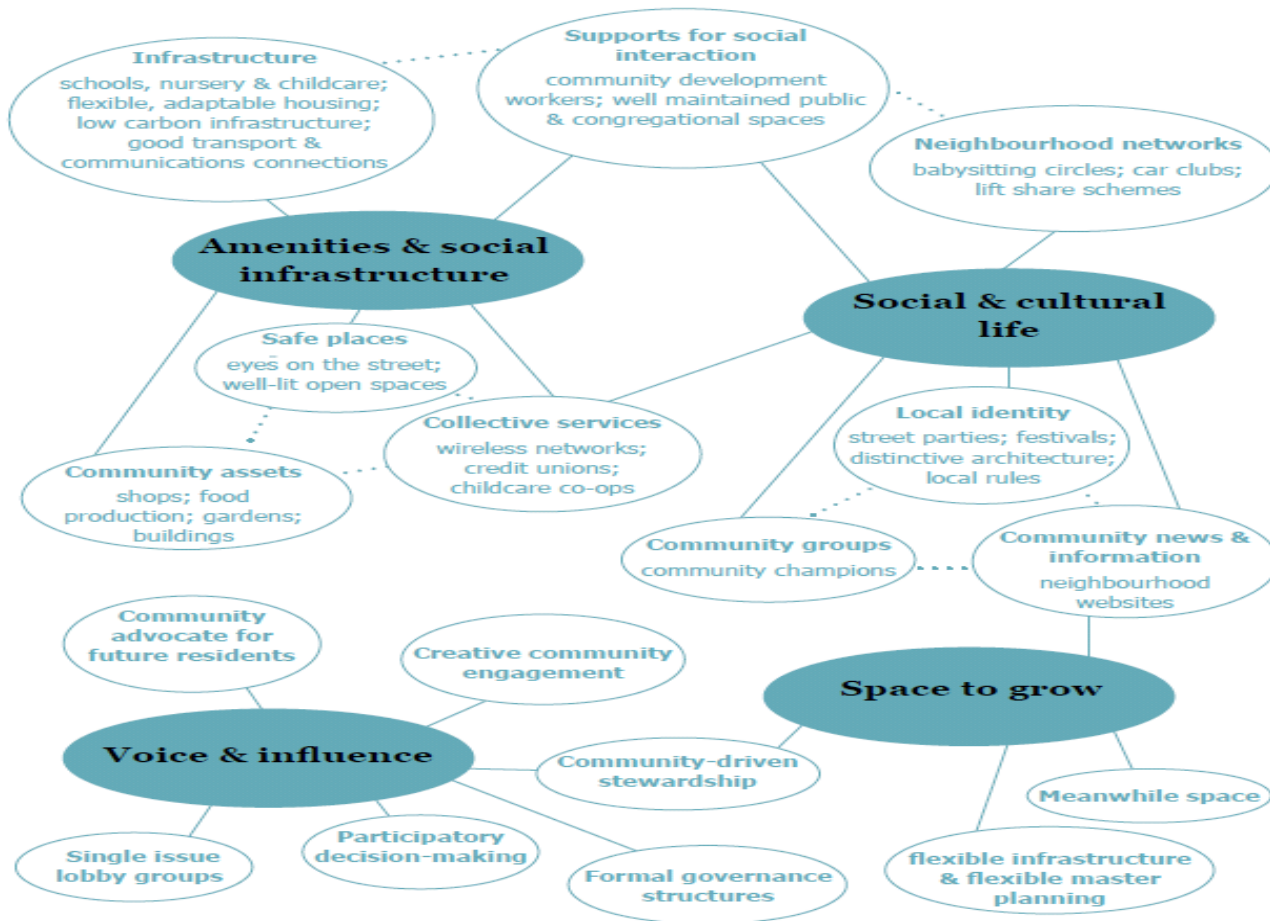 Infrastructure
schools, nursery & childcare;
flexible, adaptable housing;
low carbon infrastructure;
good transport &
communications connections
Supports for social
interaction
community development
workers; well maintained public
& congregational spaces
Neighbourhood networks
babysitting circles; car clubs;
lift share schemes
Amenities & social
infrastructure
Social & cultural
life
Safe places
eyes on the street;
well-lit open spaces
Collective services
wireless networks;
credit unions;
childcare co-ops
Community assets
shops; food
production; gardens;
buildings
Local identity
street parties; festivals;
distinctive architecture;
local rules
Community groups
community champions
Community news &
information
neighbourhood
websites
Community
advocate for
future residents
Creative community
engagement
Space to grow
Voice & influence
Community-driven
stewardship
Meanwhile space
Single issue
lobby groups
Participatory
decision-making
Formal governance
structures
flexible infrastructure
& flexible master
planning